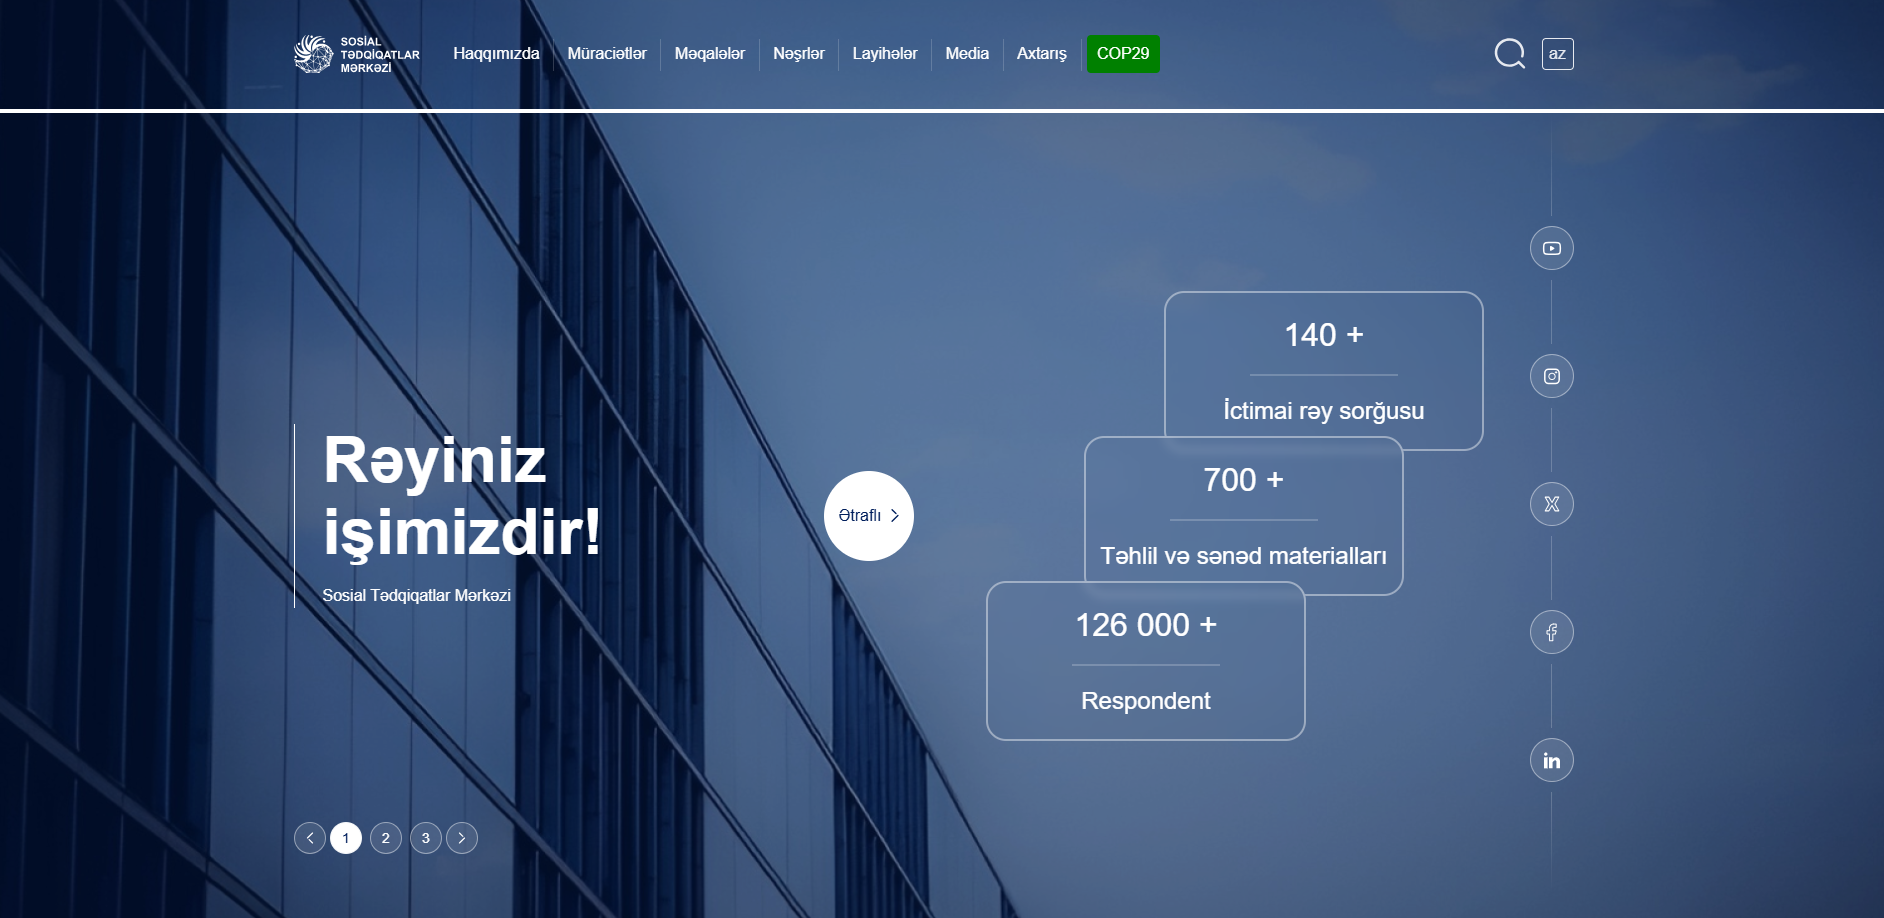 SOSİAL
TƏDQİQATLAR
MƏRKƏZİ
Haqqımızda
Müraciətlər
Məqalələr
Nəşrlər
Layihələr
Media
Axtarış
COP29
az
140 +
İctimai rəy sorğusu
700 +
Təhlil və sənəd materialları
126 000 +
Respondent
Rəyiniz
işimizdir!
Sosial Tədqiqatlar Mərkəzi
Ətraflı
1
2
3